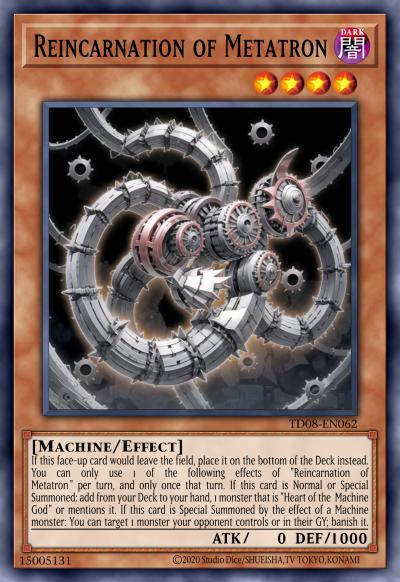 REINCARNATION OF METATRON
DARK
闇
TD08-EN062
[MACHINE/EFFECT]
If this face-up card would leave the field, place it on the bottom of the Deck instead.
You can only use 1 of the following effects of "Reincarnation of
Metatron" per turn, and only once that turn. If this card is Normal or Special
Summoned: add from your Deck to your hand, 1 monster that is "Heart of the Machine
God" or mentions it. If this card is Special Summoned by the effect of a Machine
monster: You can target 1 monster your opponent controls or in their GY; banish it.
ATK/ 0 DEF/1000
15005131
©2020 Studio Dice/SHUEISHA,TV TOKYO,KONAMI